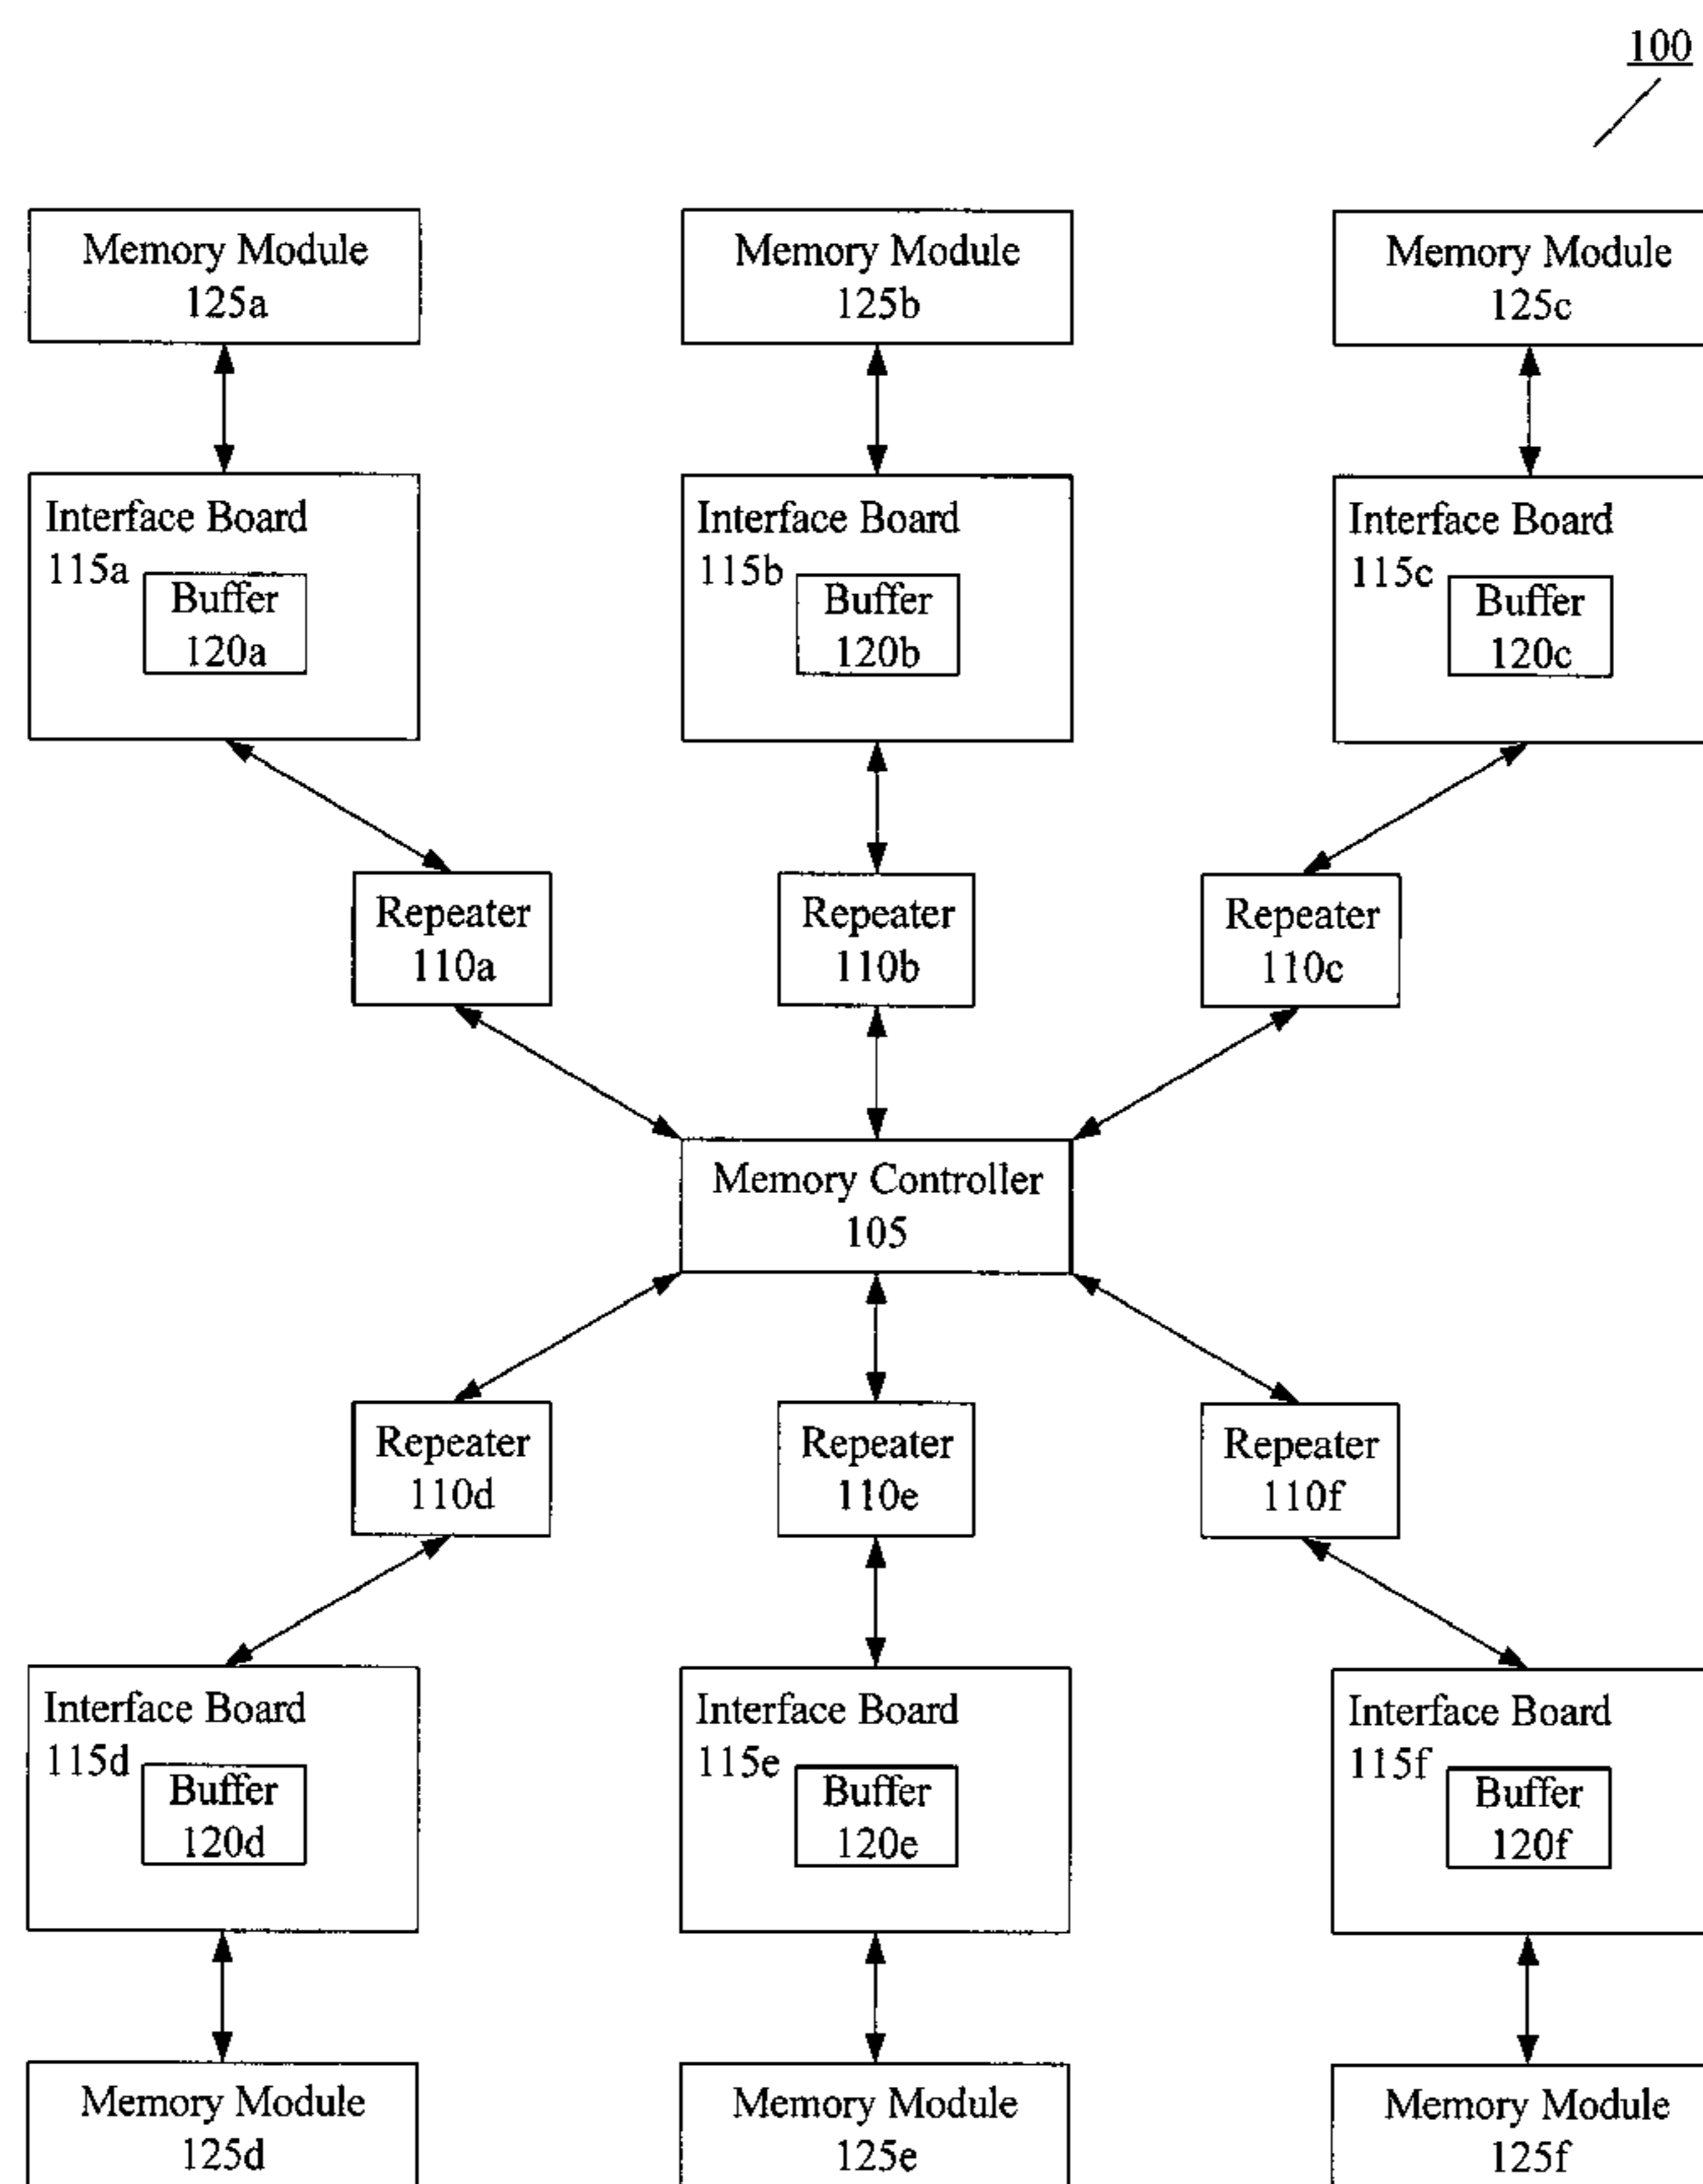 100
Memory Module
125a
Memory Module
125b
Memory Module
125c
Interface Board
115a
Buffer
120a
Interface Board
115b
Buffer
120b
Interface Board
115c
Buffer
120c
Repeater
110a
Repeater
110b
Repeater
110c
Memory Controller
105
Repeater
110d
Repeater
110e
Repeater
110f
Interface Board
115d
Buffer
120d
Interface Board
115e
Buffer
120e
Interface Board
115f
Buffer
120f
Memory Module
125d
Memory Module
125e
Memory Module
125f